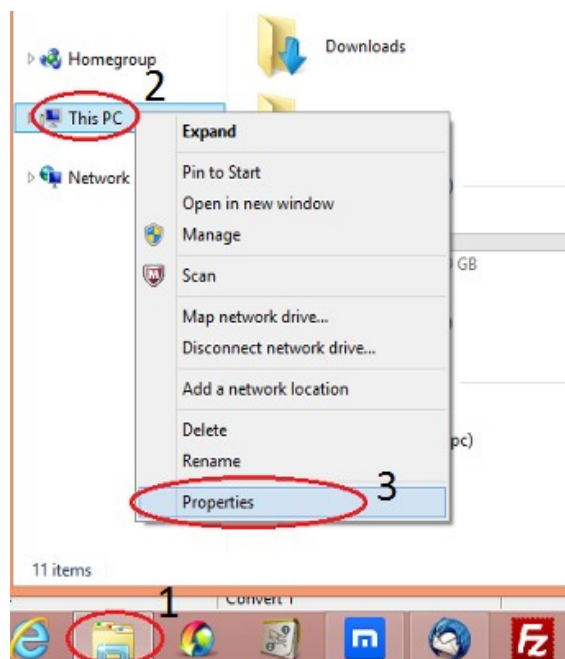 Downloads
Homegroup
2
This PC
Expand
Pin to Start
Network
Open in new window
Manage
GB
Scan
Map network drive...
Disconnect network drive...
Add a network location
Delete
pc)
Rename
Properties
3
11 items
1
Convert 1
m
Fz